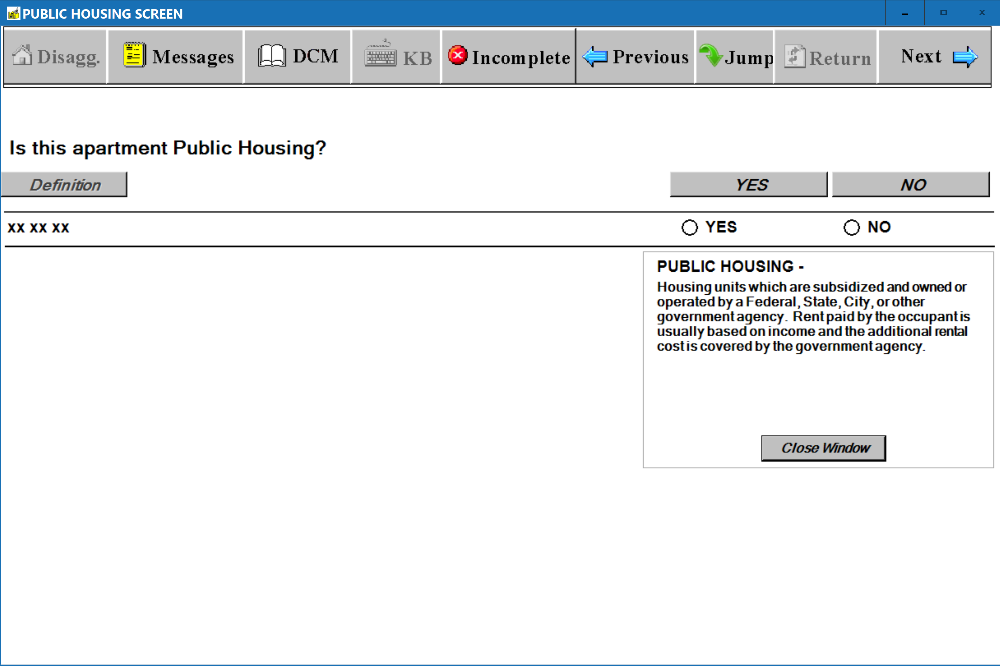 PUBLIC HOUSING SCREEN
Disagg. Messages DCM KB Incomplete Previous Jump Return Next
Is this apartment Public Housing?
Definition YES NO
xx xx xx YES NO
PUBLIC HOUSING -
Housing units which are subsidized and owned or
operated by a Federal, State, City, or other
government agency. Rent paid by the occupant is
usually based on income and the additional rental
cost is covered by the government agency.
Close Window